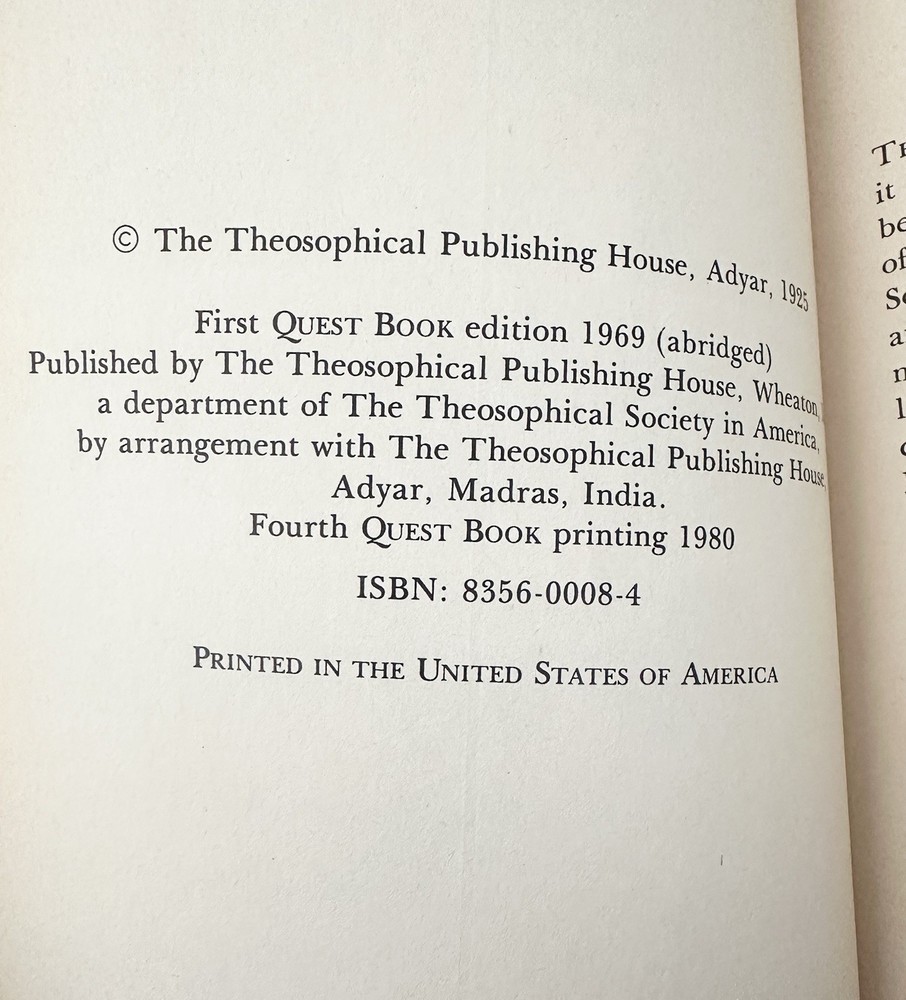 © The Theosophical Publishing House, Adyar, 1925
First QUEST BOOK edition 1969 (abridged)
Published by The Theosophical Publishing House, Wheaton,
a department of The Theosophical Society in America,
by arrangement with The Theosophical Publishing House,
Adyar, Madras, India.
Fourth QUEST BOOK printing 1980
ISBN: 8356-0008-4
PRINTED IN THE UNITED STATES OF AMERICA
it
of